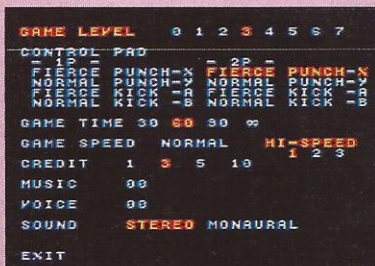 GAME LEVEL 0 1 2 3 4 5 6 7
CONTROL PAD
- 1P - - 2P -
FIERCE PUNCH-X FIERCE PUNCH-X
NORMAL PUNCH-Y NORMAL PUNCH-Y
FIERCE KICK -A FIERCE KICK -A
NORMAL KICK -B NORMAL KICK -B
GAME TIME 30 60 90 ∞
GAME SPEED NORMAL HI-SPEED
1 2 3
CREDIT 1 3 5 10
MUSIC 00
VOICE 00
SOUND STEREO MONAURAL
EXIT